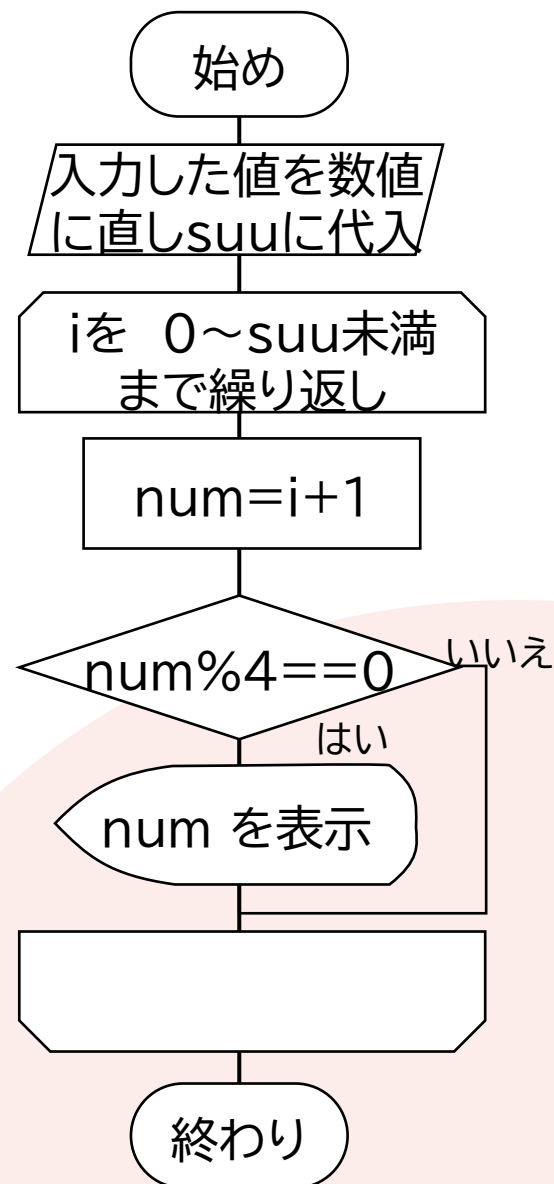 始め
入力した値を数値
に直しsuuに代入
iを　0～suu未満
まで繰り返し
num=i+1
num%4==0
いいえ
はい
num を表示
終わり